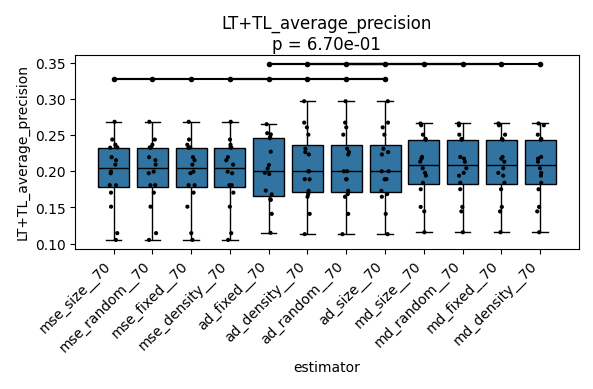 LT+TL_average_precision
p = 6.70e-01
LT+TL_average_precision
0.35
0.30
0.25
0.20
0.15
0.10
mse_size__70
mse_random__70
mse_fixed__70
mse_density__70
ad_fixed__70
ad_density__70
ad_random__70
ad_size__70
md_size__70
md_random__70
md_fixed__70
md_density__70
estimator